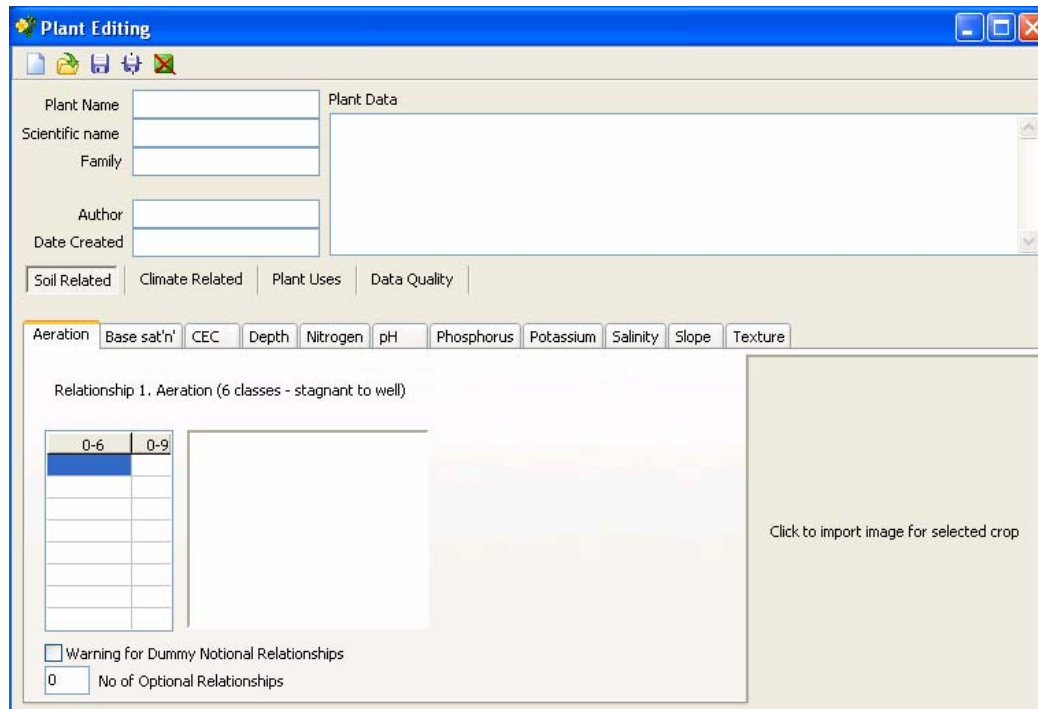 Plant Editing
Plant Name
Plant Data
Scientific name
Family
Author
Date Created
Soil Related
Climate Related
Plant Uses
Data Quality
Aeration
Base sat'n'
CEC
Depth
Nitrogen
pH
Phosphorus
Potassium
Salinity
Slope
Texture
Relationship 1. Aeration (6 classes - stagnant to well)
0-6
0-9
Click to import image for selected crop
Warning for Dummy Notional Relationships
0
No of Optional Relationships